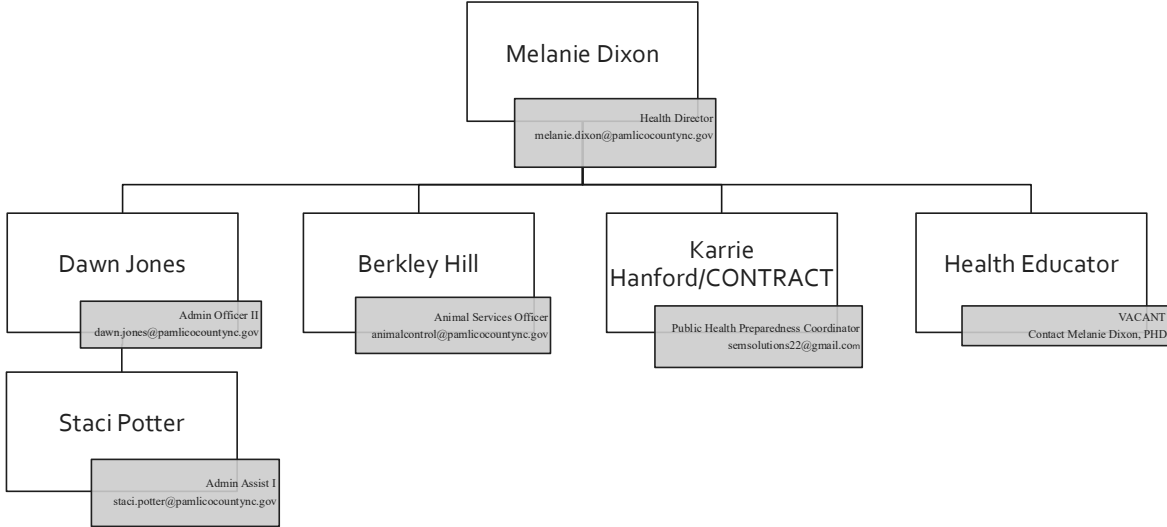 Melanie Dixon
Health Director
melanie.dixon@pamlicocountync.gov
Dawn Jones
Admin Officer II
dawn.jones@pamlicocountync.gov
Berkley Hill
Animal Services Officer
animalcontrol@pamlicocountync.gov
Karrie
Hanford/CONTRACT
Public Health Preparedness Coordinator
semsolutions22@gmail.com
Health Educator
VACANT
Contact Melanie Dixon, PHD
Staci Potter
Admin Assist I
staci.potter@pamlicocountync.gov